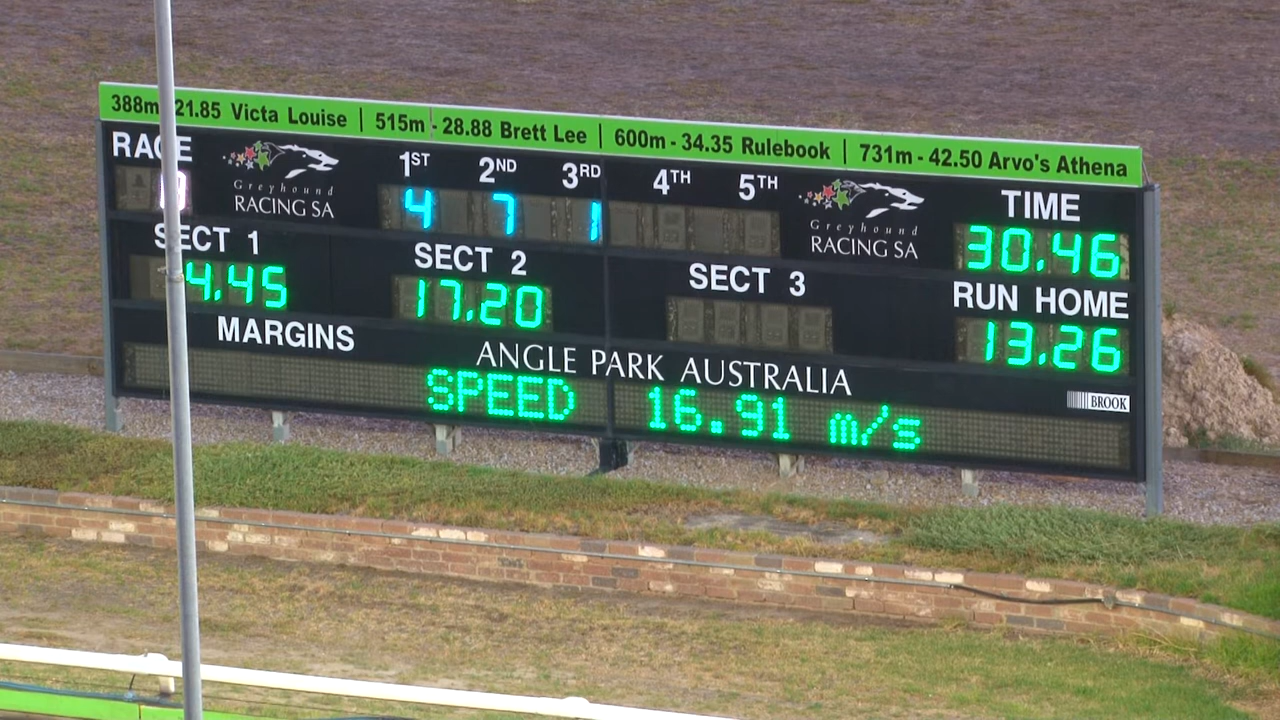 388m 21.85 Victa Louise | 515m - 28.88 Brett Lee | 600m - 34.35 Rulebook | 731m - 42.50 Arvo's Athena
RACE
Greyhound
RACING SA
1ST 2ND 3RD 4TH 5TH
4 7 1
Greyhound
RACING SA
TIME
30.46
SECT 1
4.45
SECT 2
17.20
SECT 3
RUN HOME
13.26
MARGINS
ANGLE PARK AUSTRALIA
BROOK
SPEED 16.91 m/s